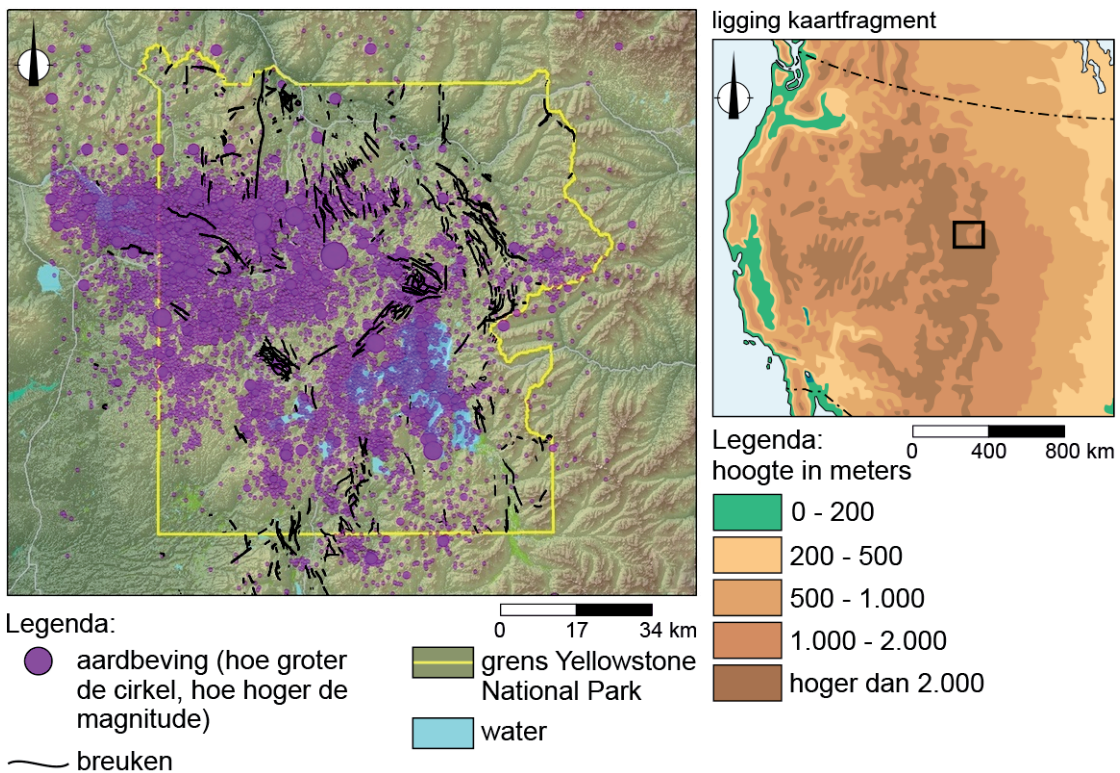 ligging kaartfragment
Legenda:
0 17 34 km
aardbeving (hoe groter
de cirkel, hoe hoger de
magnitude)
breuken
grens Yellowstone
National Park
water
Legenda:
0 400 800 km
hoogte in meters
0 - 200
200 - 500
500 - 1.000
1.000 - 2.000
hoger dan 2.000